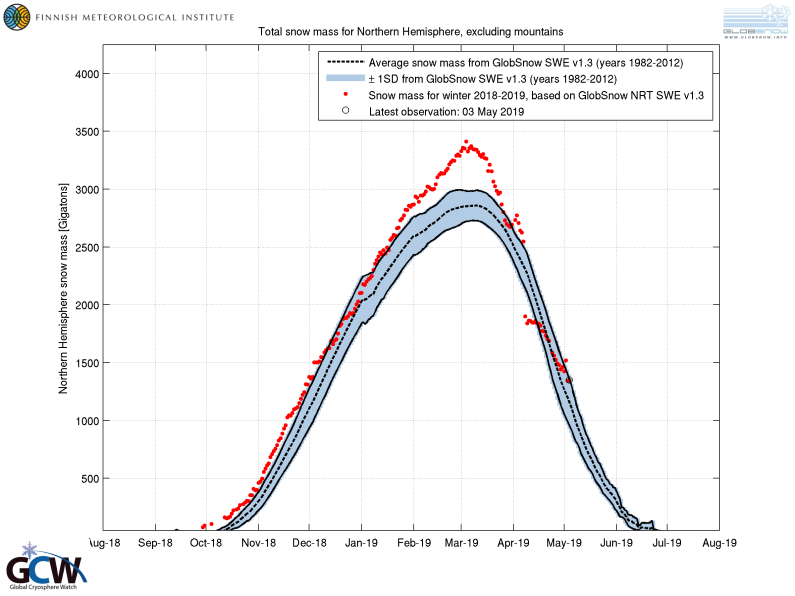 FINNISH METEOROLOGICAL INSTITUTE
GLOBSNOW
WWW.GLOBSNOW.INFO
Total snow mass for Northern Hemisphere, excluding mountains
Average snow mass from GlobSnow SWE v1.3 (years 1982-2012)
± 1SD from GlobSnow SWE v1.3 (years 1982-2012)
Snow mass for winter 2018-2019, based on GlobSnow NRT SWE v1.3
Latest observation: 03 May 2019
Northern Hemisphere snow mass [Gigatons]
4000
3500
3000
2500
2000
1500
1000
500
Aug-18 Sep-18 Oct-18 Nov-18 Dec-18 Jan-19 Feb-19 Mar-19 Apr-19 May-19 Jun-19 Jul-19 Aug-19
GCW
Global Cryosphere Watch